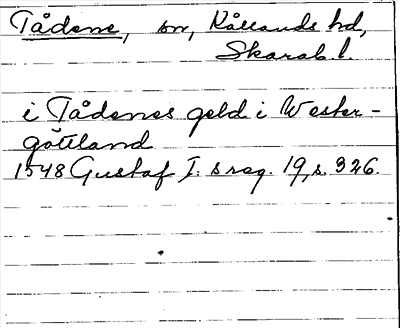 Tådene, sn, Kållands hd,
Skarab. l.
i Tådenes geld i Wester-
götland
1548 Gustaf I:s reg. 19, s. 326.